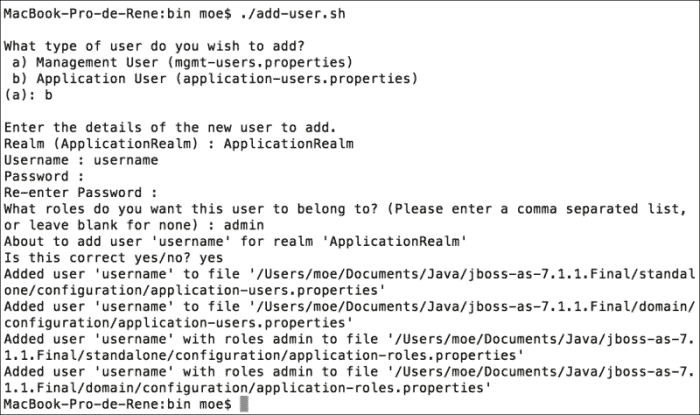 MacBook-Pro-de-Rene:bin moe$ ./add-user.sh
What type of user do you wish to add?
a) Management User (mgmt-users.properties)
b) Application User (application-users.properties)
(a): b
Enter the details of the new user to add.
Realm (ApplicationRealm) : ApplicationRealm
Username : username
Password :
Re-enter Password :
What roles do you want this user to belong to? (Please enter a comma separated list,
or leave blank for none) : admin
About to add user 'username' for realm 'ApplicationRealm'
Is this correct yes/no? yes
Added user 'username' to file '/Users/moe/Documents/Java/jboss-as-7.1.1.Final/standal
one/configuration/application-users.properties'
Added user 'username' to file '/Users/moe/Documents/Java/jboss-as-7.1.1.Final/domain/
configuration/application-users.properties'
Added user 'username' with roles admin to file '/Users/moe/Documents/Java/jboss-as-7.
1.1.Final/standalone/configuration/application-roles.properties'
Added user 'username' with roles admin to file '/Users/moe/Documents/Java/jboss-as-7.
1.1.Final/domain/configuration/application-roles.properties'
MacBook-Pro-de-Rene:bin moe$